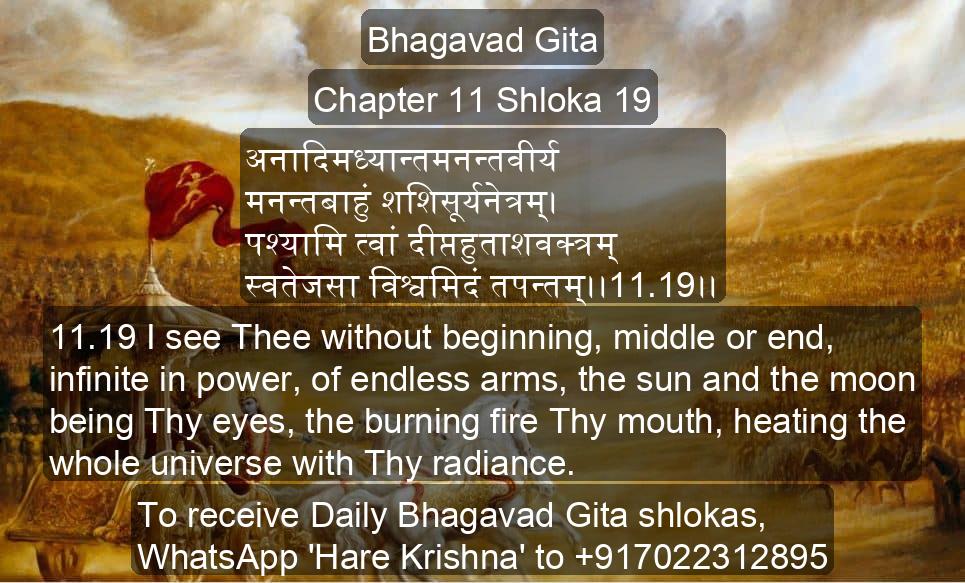 Bhagavad Gita
Chapter 11 Shloka 19
अनादिमध्यान्तमनन्तवीर्य
मनन्तबाहुं शशिसूर्यनेत्रम्।
पश्यामि त्वां दीप्तहुताशवक्त्रम्
स्वतेजसा विश्वमिदं तपन्तम्।।11.19।।
11.19 I see Thee without beginning, middle or end,
infinite in power, of endless arms, the sun and the moon
being Thy eyes, the burning fire Thy mouth, heating the
whole universe with Thy radiance.
To receive Daily Bhagavad Gita shlokas,
WhatsApp 'Hare Krishna' to +917022312895